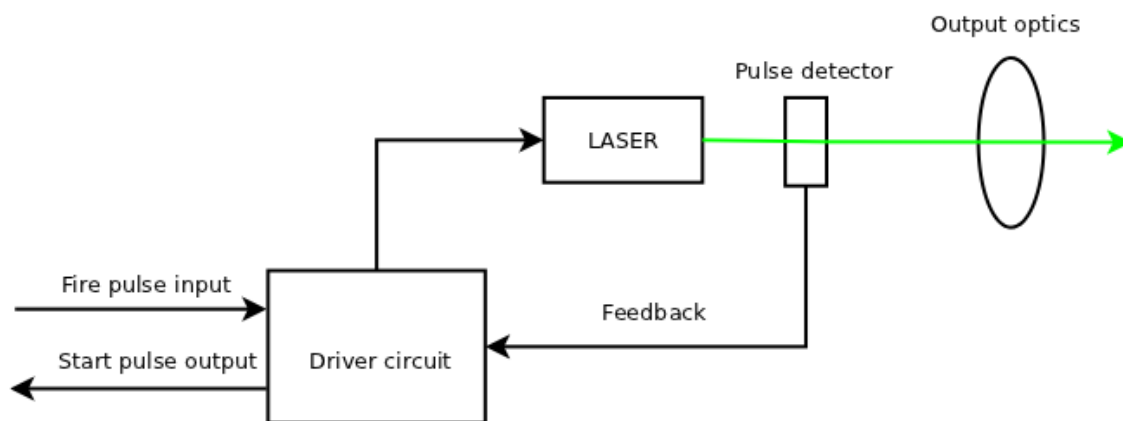 Output optics
Pulse detector
LASER
Fire pulse input
Feedback
Start pulse output
Driver circuit